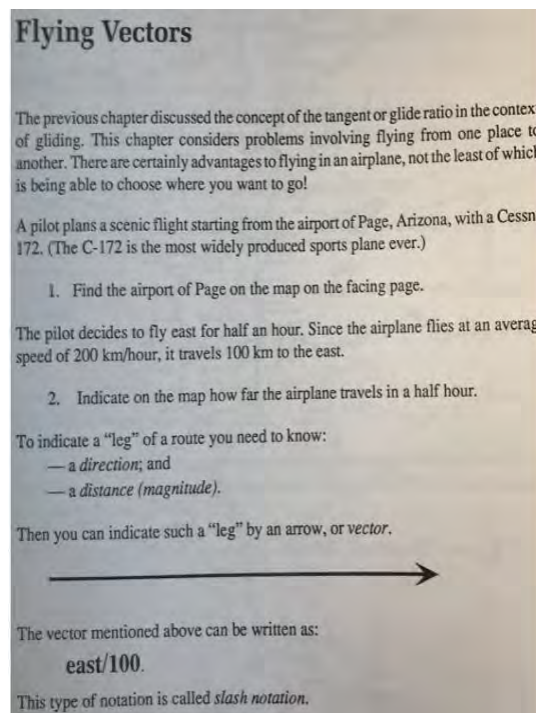 Flying Vectors
The previous chapter discussed the concept of the tangent or glide ratio in the contex
of gliding. This chapter considers problems involving flying from one place to
another. There are certainly advantages to flying in an airplane, not the least of which
is being able to choose where you want to go!
A pilot plans a scenic flight starting from the airport of Page, Arizona, with a Cessn
172. (The C-172 is the most widely produced sports plane ever.)
1. Find the airport of Page on the map on the facing page.
The pilot decides to fly east for half an hour. Since the airplane flies at an averag
speed of 200 km/hour, it travels 100 km to the east.
2. Indicate on the map how far the airplane travels in a half hour.
To indicate a “leg” of a route you need to know:
— a direction; and
— a distance (magnitude).
Then you can indicate such a “leg” by an arrow, or vector.
The vector mentioned above can be written as:
east/100.
This type of notation is called slash notation.